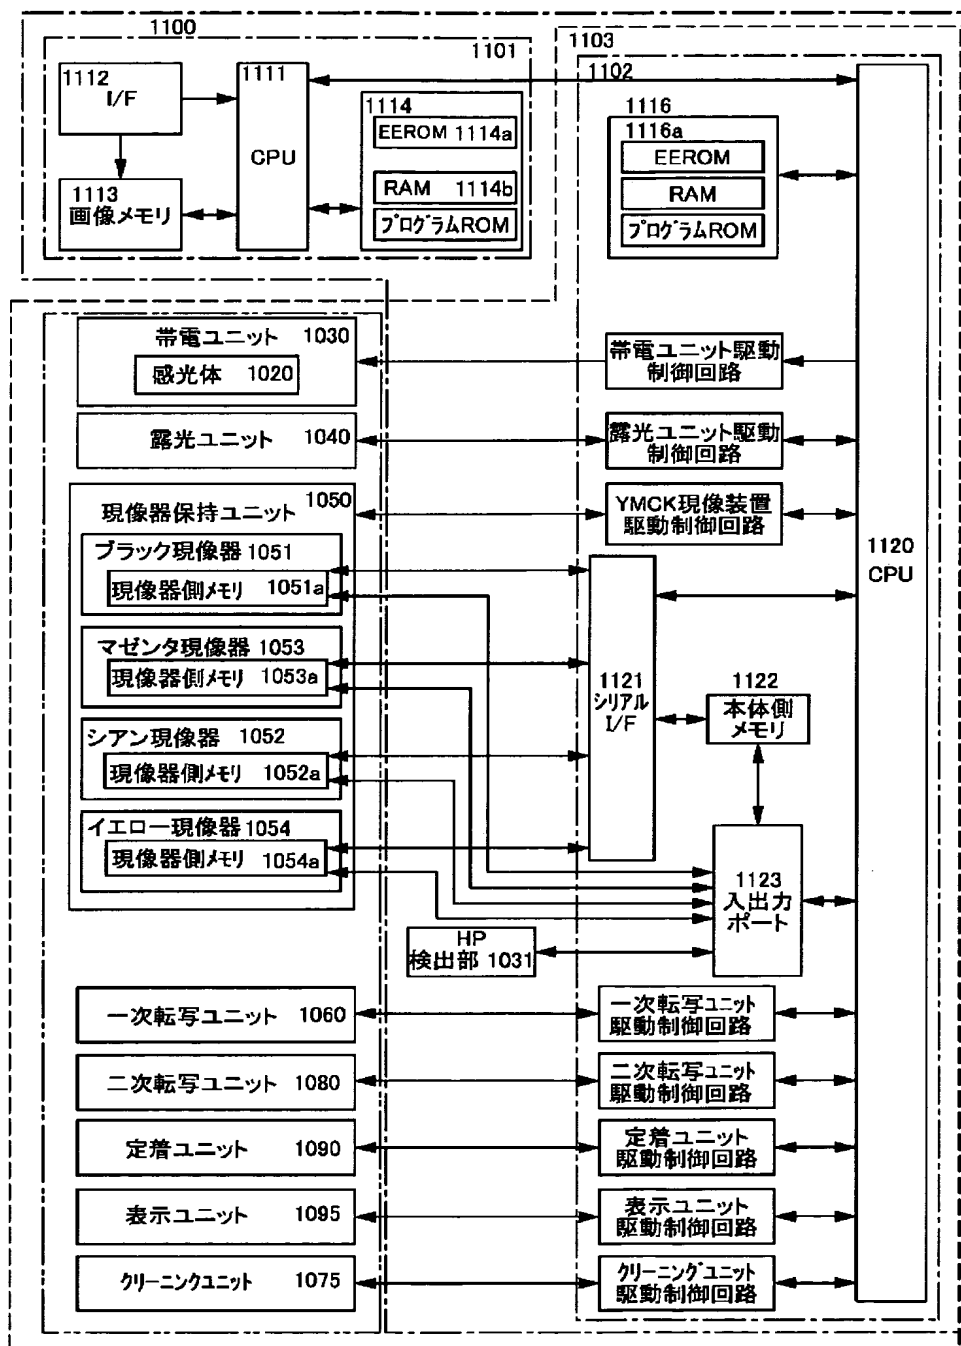 1100
1101
1112
I/F
1111
CPU
1113
画像メモリ
1114
EEROM 1114a
RAM 1114b
プログラムROM
1103
1102
1116
1116a
EEROM
RAM
プログラムROM
帯電ユニット 1030
感光体 1020
帯電ユニット駆動
制御回路
露光ユニット 1040
露光ユニット駆動
制御回路
現像器保持ユニット 1050
YMCK現像装置
駆動制御回路
ブラック現像器 1051
現像器側メモリ 1051a
マゼンタ現像器 1053
現像器側メモリ 1053a
シアン現像器 1052
現像器側メモリ 1052a
イエロー現像器 1054
現像器側メモリ 1054a
1120
CPU
1121
シリアル
I/F
1122
本体側
メモリ
1123
入出力
ポート
HP
検出部 1031
一次転写ユニット 1060
一次転写ユニット
駆動制御回路
二次転写ユニット 1080
二次転写ユニット
駆動制御回路
定着ユニット 1090
定着ユニット
駆動制御回路
表示ユニット 1095
表示ユニット
駆動制御回路
クリーニングユニット 1075
クリーニングユニット
駆動制御回路